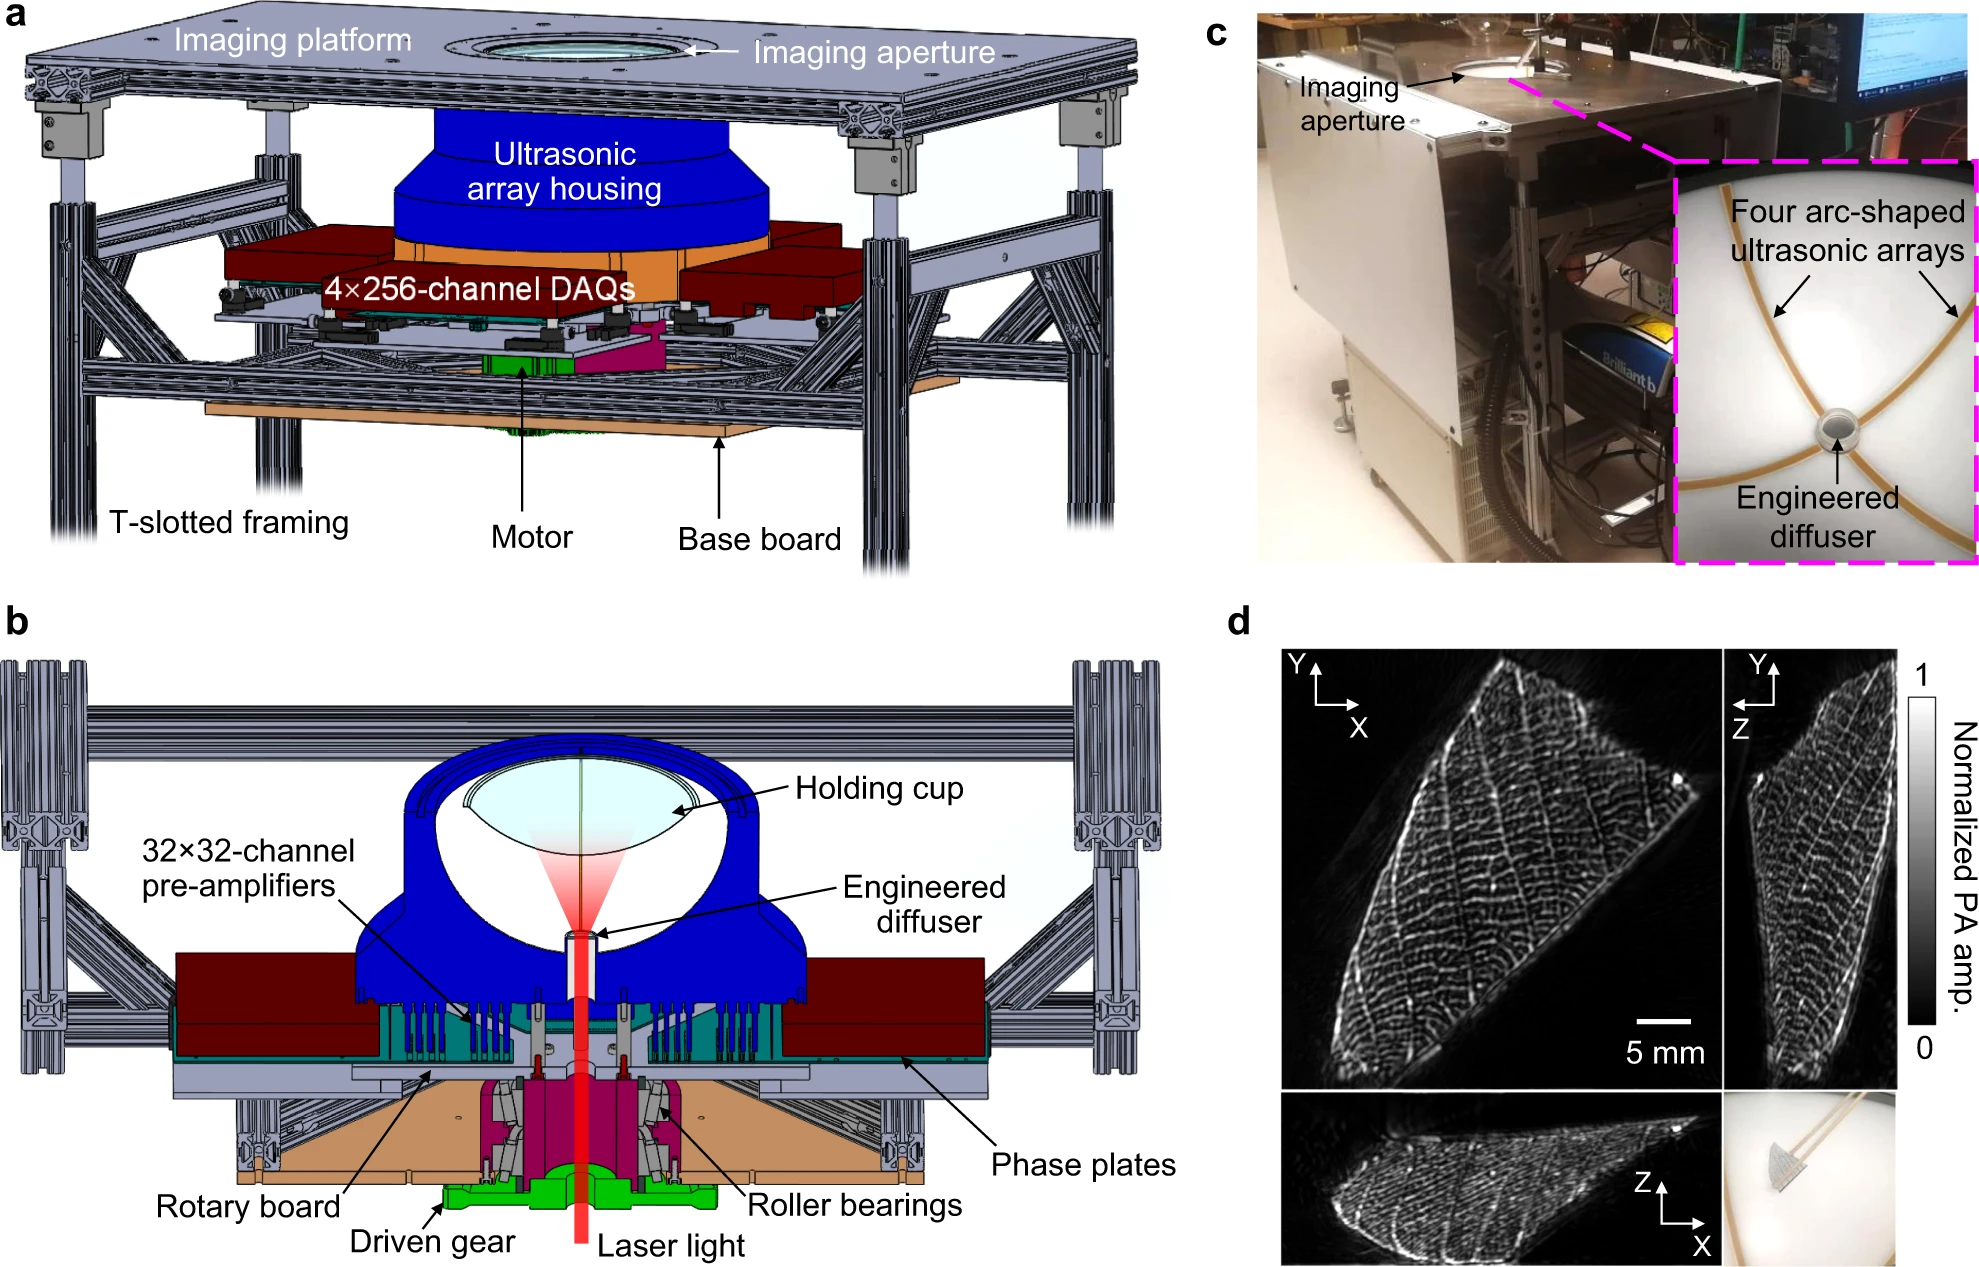 a
Imaging platform
Imaging aperture
Ultrasonic
array housing
4×256-channel DAQs
T-slotted framing
Motor
Base board
b
Holding cup
32×32-channel
pre-amplifiers
Engineered
diffuser
Phase plates
Rotary board
Roller bearings
Driven gear
Laser light
c
Imaging
aperture
Brilliant b
Four arc-shaped
ultrasonic arrays
Engineered
diffuser
d
Y
X
Y
Z
5 mm
Z
X
1
Normalized PA amp.
0